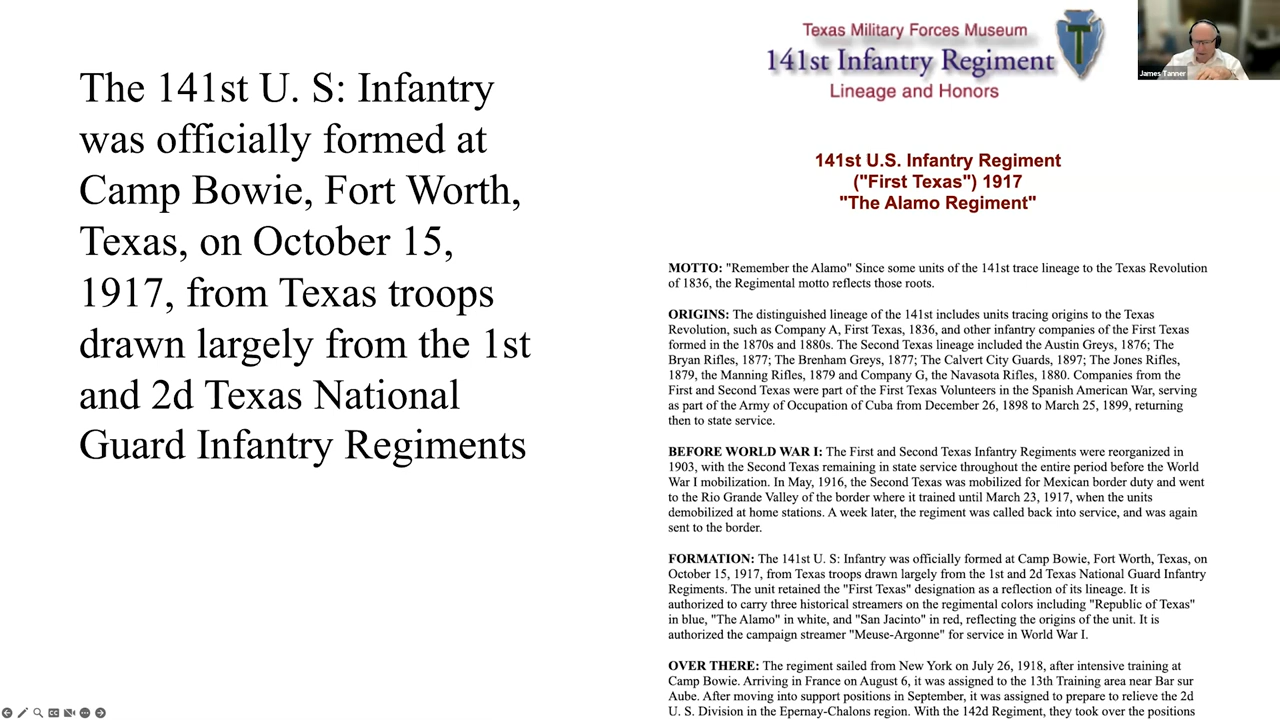 The 141st U. S: Infantry
was officially formed at
Camp Bowie, Fort Worth,
Texas, on October 15,
1917, from Texas troops
drawn largely from the 1st
and 2d Texas National
Guard Infantry Regiments
Texas Military Forces Museum
141st Infantry Regiment
Lineage and Honors
T
James Tanner
141st U.S. Infantry Regiment
("First Texas") 1917
"The Alamo Regiment"
MOTTO: "Remember the Alamo" Since some units of the 141st trace lineage to the Texas Revolution
of 1836, the Regimental motto reflects those roots.
ORIGINS: The distinguished lineage of the 141st includes units tracing origins to the Texas
Revolution, such as Company A, First Texas, 1836, and other infantry companies of the First Texas
formed in the 1870s and 1880s. The Second Texas lineage included the Austin Greys, 1876; The
Bryan Rifles, 1877; The Brenham Greys, 1877; The Calvert City Guards, 1897; The Jones Rifles,
1879, the Manning Rifles, 1879 and Company G, the Navasota Rifles, 1880. Companies from the
First and Second Texas were part of the First Texas Volunteers in the Spanish American War, serving
as part of the Army of Occupation of Cuba from December 26, 1898 to March 25, 1899, returning
then to state service.
BEFORE WORLD WAR I: The First and Second Texas Infantry Regiments were reorganized in
1903, with the Second Texas remaining in state service throughout the entire period before the World
War I mobilization. In May, 1916, the Second Texas was mobilized for Mexican border duty and went
to the Rio Grande Valley of the border where it trained until March 23, 1917, when the units
demobilized at home stations. A week later, the regiment was called back into service, and was again
sent to the border.
FORMATION: The 141st U. S: Infantry was officially formed at Camp Bowie, Fort Worth, Texas, on
October 15, 1917, from Texas troops drawn largely from the 1st and 2d Texas National Guard Infantry
Regiments. The unit retained the "First Texas" designation as a reflection of its lineage. It is
authorized to carry three historical streamers on the regimental colors including "Republic of Texas"
in blue, "The Alamo" in white, and "San Jacinto" in red, reflecting the origins of the unit. It is
authorized the campaign streamer "Meuse-Argonne" for service in World War I.
OVER THERE: The regiment sailed from New York on July 26, 1918, after intensive training at
Camp Bowie. Arriving in France on August 6, it was assigned to the 13th Training area near Bar sur
Aube. After moving into support positions in September, it was assigned to prepare to relieve the 2d
U. S. Division in the Epernay-Chalons region. With the 142d Regiment, they took over the positions